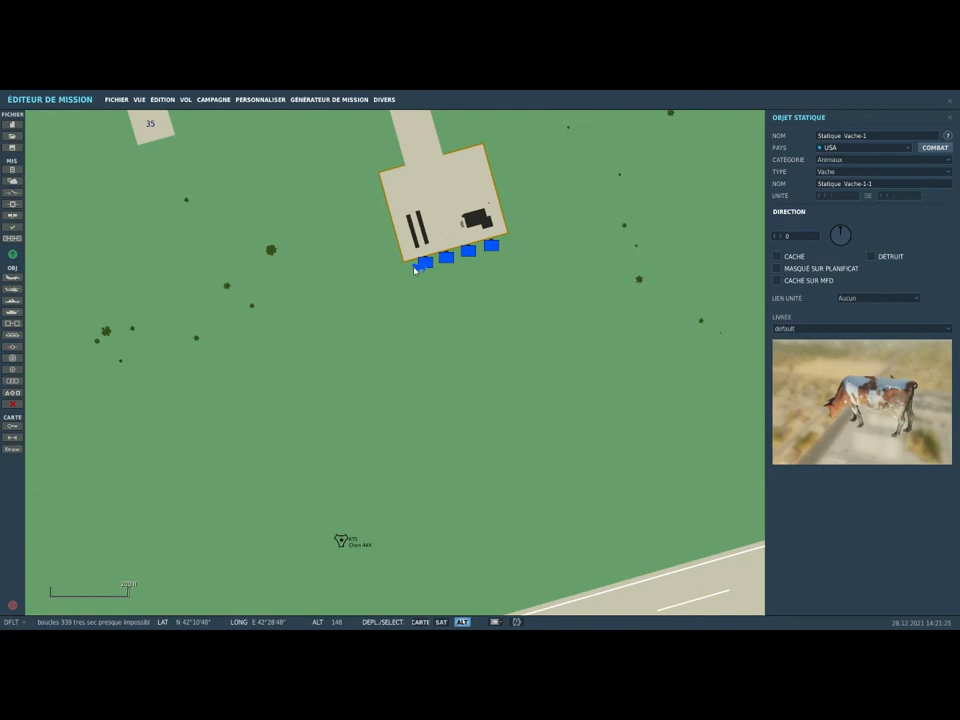 ÉDITEUR DE MISSION FICHIER VUE ÉDITION VOL CAMPAGNE PERSONNALISER GÉNÉRATEUR DE MISSION DIVERS
FICHIER
MIS
OBJ
CARTE
35
KTS
200 ft
OBJET STATIQUE
NOM Statique Vache-1 ?
PAYS USA COMBAT
CATÉGORIE Animaux
TYPE Vache
NOM Statique Vache-1-1
UNITÉ DE
DIRECTION
0
CACHÉ DÉTRUIT
MASQUÉ SUR PLANIFICAT
CACHÉ SUR MFD
LIEN UNITÉ Aucun
LIVRÉE
default
DFLT boucles 339 tres sec presque impossibl LAT N 42°10'48" LONG E 42°28'48" ALT 148 DEPL./SELECT. CARTE SAT ALT 28.12.2021 14:21:25